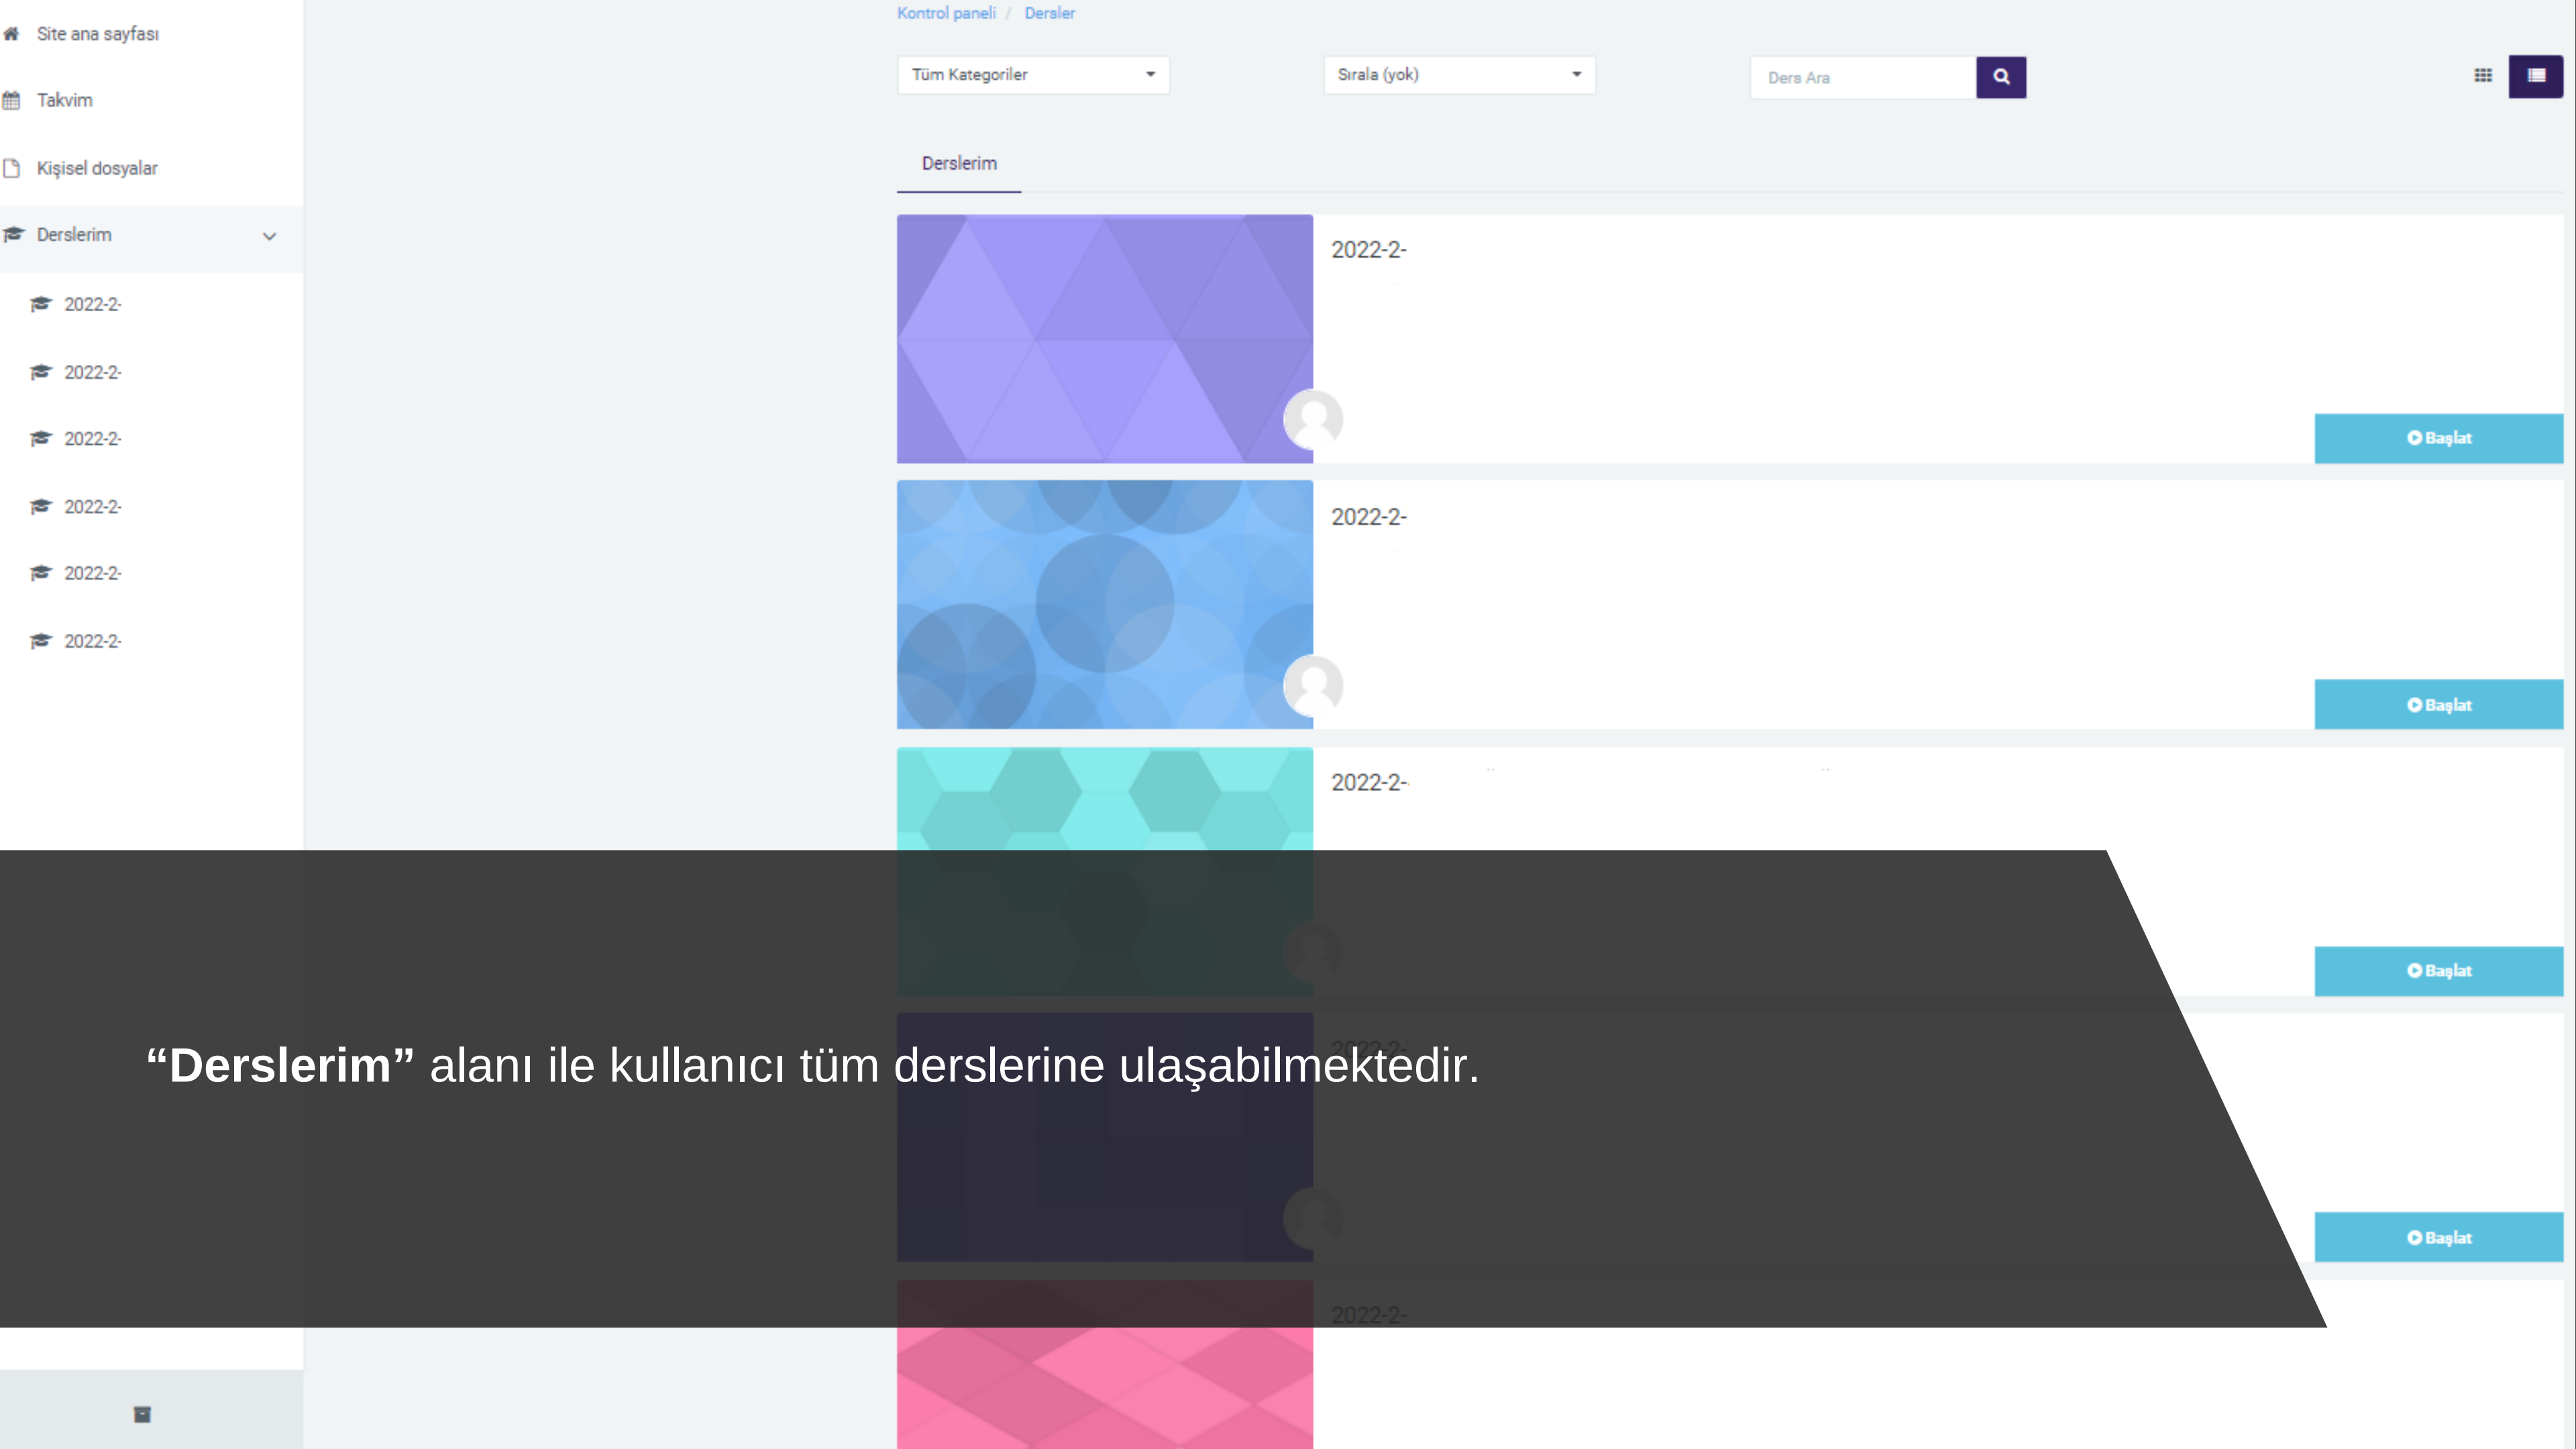 Site ana sayfası
Takvim
Kişisel dosyalar
Derslerim
2022-2-
2022-2-
2022-2-
2022-2-
2022-2-
2022-2-
Kontrol paneli / Dersler
Tüm Kategoriler
Sırala (yok)
Ders Ara
Derslerim
2022-2-
Başlat
2022-2-
Başlat
2022-2-
Başlat
2022-2-
Başlat
2022-2-
“Derslerim” alanı ile kullanıcı tüm derslerine ulaşabilmektedir.